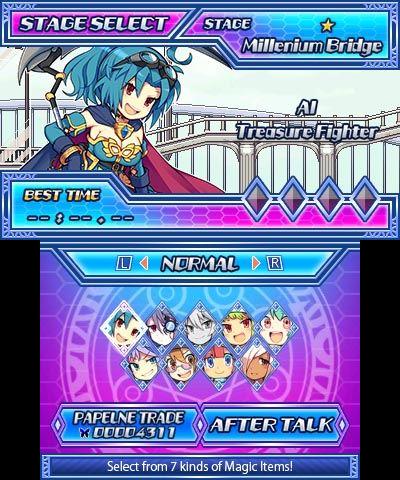 STAGE SELECT
STAGE
Millenium Bridge
AI
Treasure Fighter
BEST TIME
-- : -- . --
L
NORMAL
R
PAPELNE TRADE
00004311
AFTER TALK
Select from 7 kinds of Magic Items!